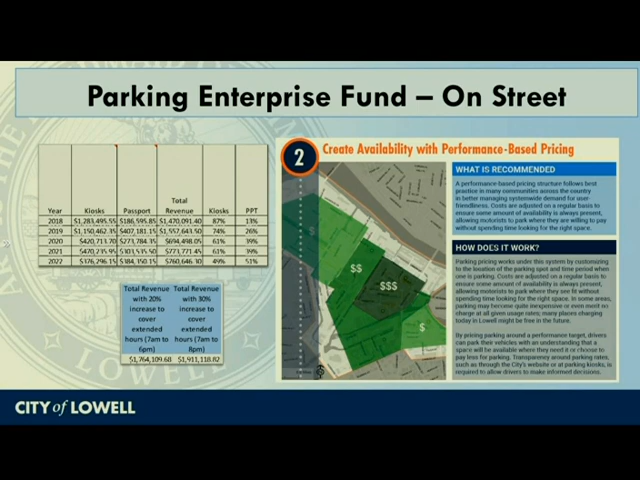 Parking Enterprise Fund – On Street
Total
Year Kiosks Passport Revenue Kiosks PPT
2018 $1,283,495.55 $186,595.85 $1,470,091.40 87% 13%
2019 $1,150,462.35 $407,181.15 $1,557,643.50 74% 26%
2020 $420,713.70 $273,784.35 $694,498.05 61% 39%
2021 $470,235.95 $303,535.50 $773,771.45 61% 39%
2022 $376,296.15 $384,350.15 $760,646.30 49% 51%
Total Revenue Total Revenue
with 20% with 30%
increase to increase to
cover cover
extended extended
hours (7am to hours (7am to
6pm) 8pm)
$1,764,109.68 $1,911,118.82
2 Create Availability with Performance-Based Pricing
$$
$$$
$
WHAT IS RECOMMENDED
A performance-based pricing structure follows best
practice in many communities across the country
in better managing systemwide demand for user-
friendliness. Costs are adjusted on a regular basis to
ensure some amount of availability is always present,
allowing motorists to park where they are willing to pay
without spending time looking for the right space.
HOW DOES IT WORK?
Parking pricing works under this system by customizing
to the location of the parking spot and time period when
one is parking. Costs are adjusted on a regular basis to
ensure some amount of availability is always present,
allowing motorists to park where they see fit without
spending time looking for the right space. In some areas,
parking may become quite inexpensive or even most no
charge at all given usage rates; many places charging
today in Lowell might be free in the future.
By pricing parking around a performance target, drivers
can park their vehicles with an understanding that a
space will be available where they need it or choose to
pay less for parking. Transparency around parking rates,
such as through the City's website or at parking kiosks, is
required to allow drivers to make informed decisions.
CITY of LOWELL